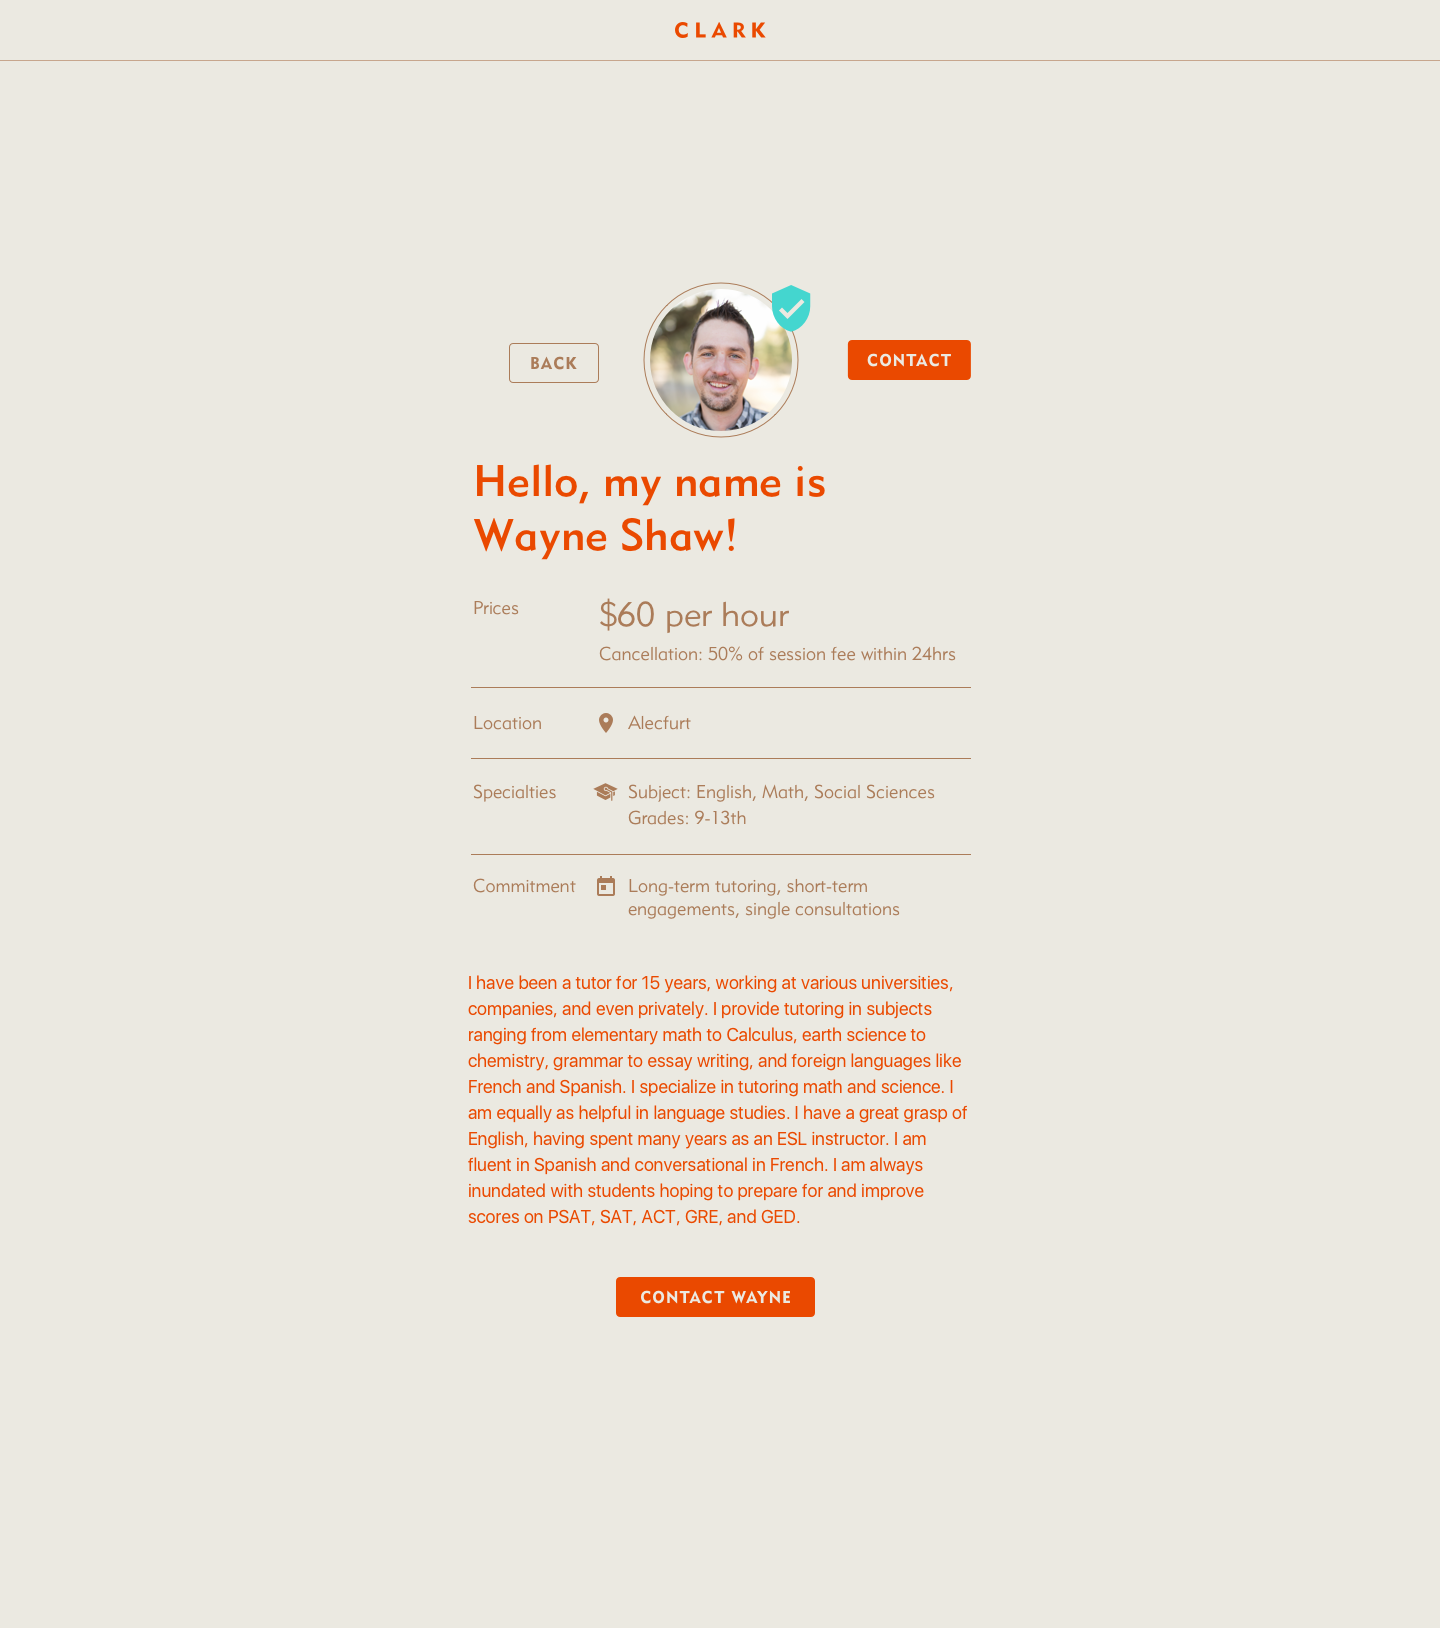 CLARK
BACK
CONTACT
Hello, my name is
Wayne Shaw!
Prices
$60 per hour
Cancellation: 50% of session fee within 24hrs
Location
Alecfurt
Specialties
Subject: English, Math, Social Sciences
Grades: 9-13th
Commitment
Long-term tutoring, short-term
engagements, single consultations
I have been a tutor for 15 years, working at various universities,
companies, and even privately. I provide tutoring in subjects
ranging from elementary math to Calculus, earth science to
chemistry, grammar to essay writing, and foreign languages like
French and Spanish. I specialize in tutoring math and science. I
am equally as helpful in language studies. I have a great grasp of
English, having spent many years as an ESL instructor. I am
fluent in Spanish and conversational in French. I am always
inundated with students hoping to prepare for and improve
scores on PSAT, SAT, ACT, GRE, and GED.
CONTACT WAYNE